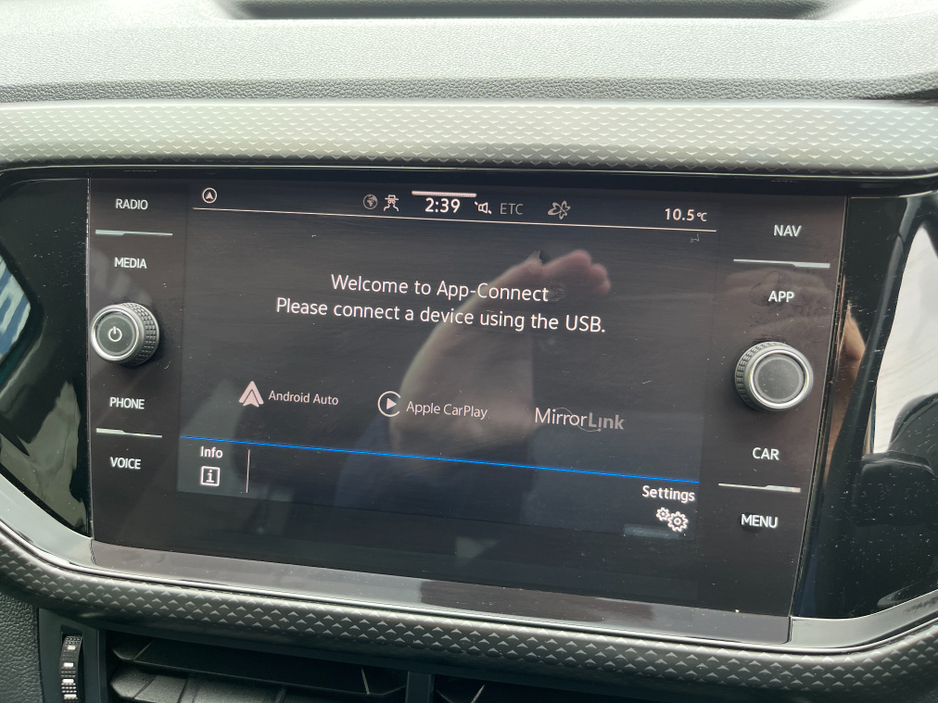 RADIO
MEDIA
PHONE
VOICE
2:39
ETC
10.5°C
Welcome to App-Connect
Please connect a device using the USB.
Android Auto
Apple CarPlay
MirrorLink
Info
i
Settings
NAV
APP
CAR
MENU